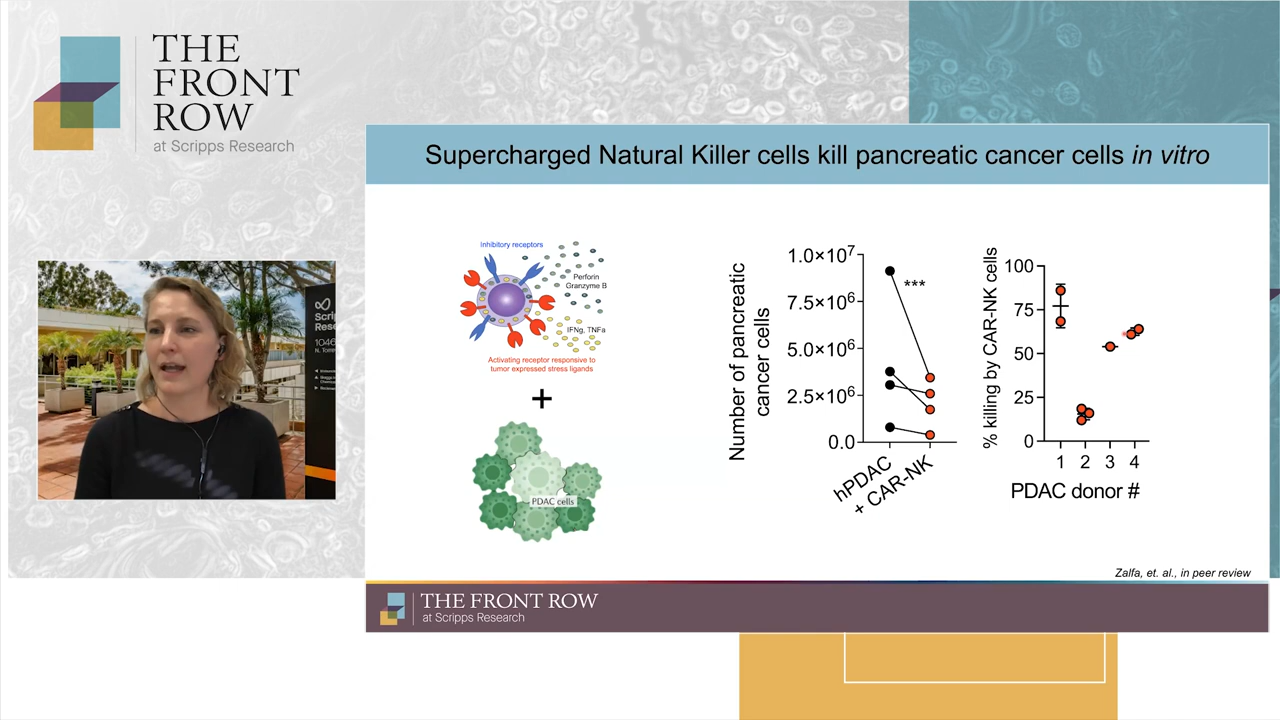 THE
FRONT
ROW
at Scripps Research
Supercharged Natural Killer cells kill pancreatic cancer cells in vitro
Inhibitory receptors
Perforin
Granzyme B
IFNg, TNFa
Activating receptor responsive to
tumor expressed stress ligands
+
PDAC cells
Number of pancreatic
cancer cells
1.0×10⁷
7.5×10⁶
5.0×10⁶
2.5×10⁶
0.0
***
hPDAC
+ CAR-NK
% killing by CAR-NK cells
100
75
50
25
0
1 2 3 4
PDAC donor #
Zalfa, et. al., in peer review
THE FRONT ROW
at Scripps Research
1046